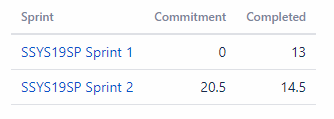 Sprint Commitment Completed
SSYS19SP Sprint 1 0 13
SSYS19SP Sprint 2 20.5 14.5